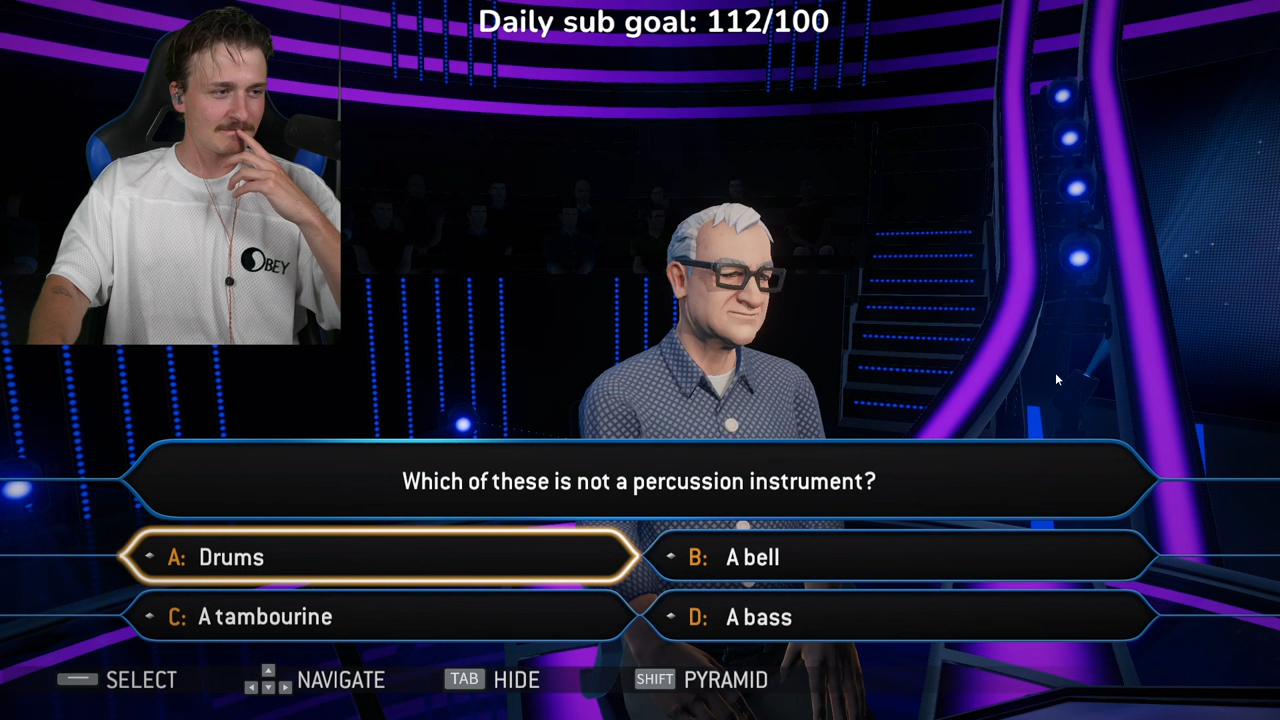 Daily sub goal: 112/100
OBEY
Which of these is not a percussion instrument?
A: Drums
B: A bell
C: A tambourine
D: A bass
SELECT
NAVIGATE
TAB HIDE
SHIFT PYRAMID